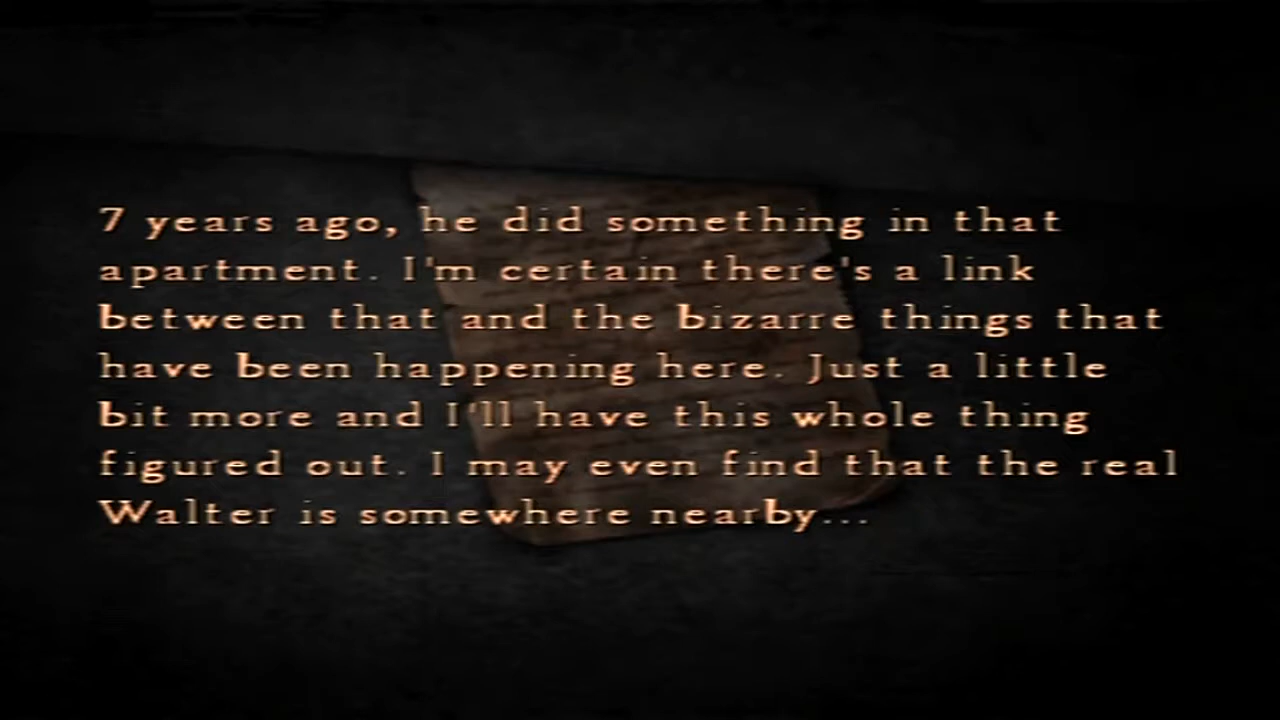 7 years ago, he did something in that
apartment. I'm certain there's a link
between that and the bizarre things that
have been happening here. Just a little
bit more and I'll have this whole thing
figured out. I may even find that the real
Walter is somewhere nearby...